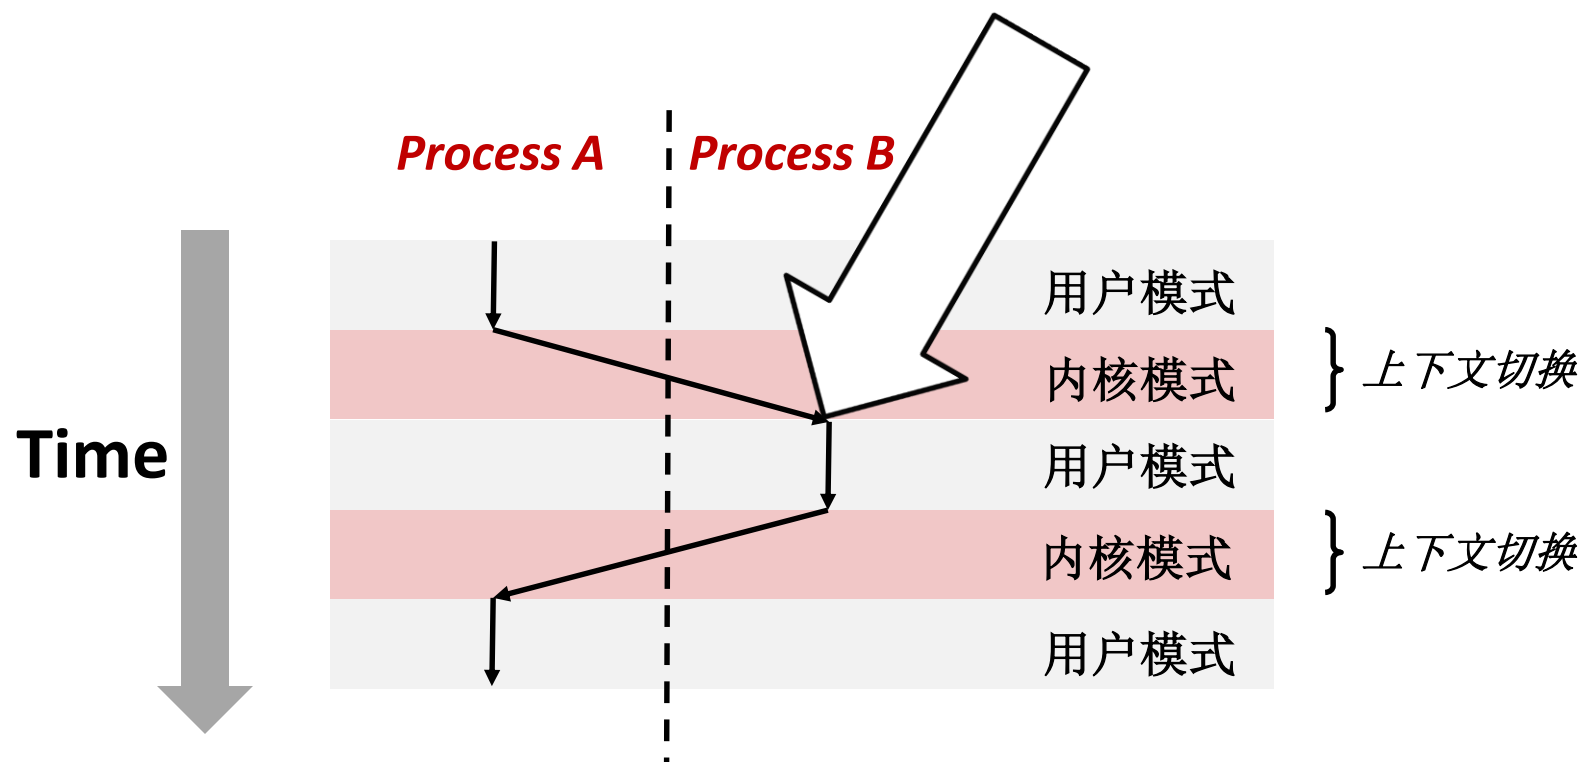 Process A
Process B
用户模式
内核模式
上下文切换
Time
用户模式
内核模式
上下文切换
用户模式